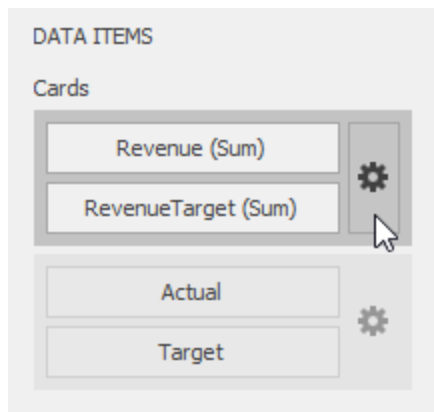 DATA ITEMS
Cards
Revenue (Sum)
RevenueTarget (Sum)
Actual
Target